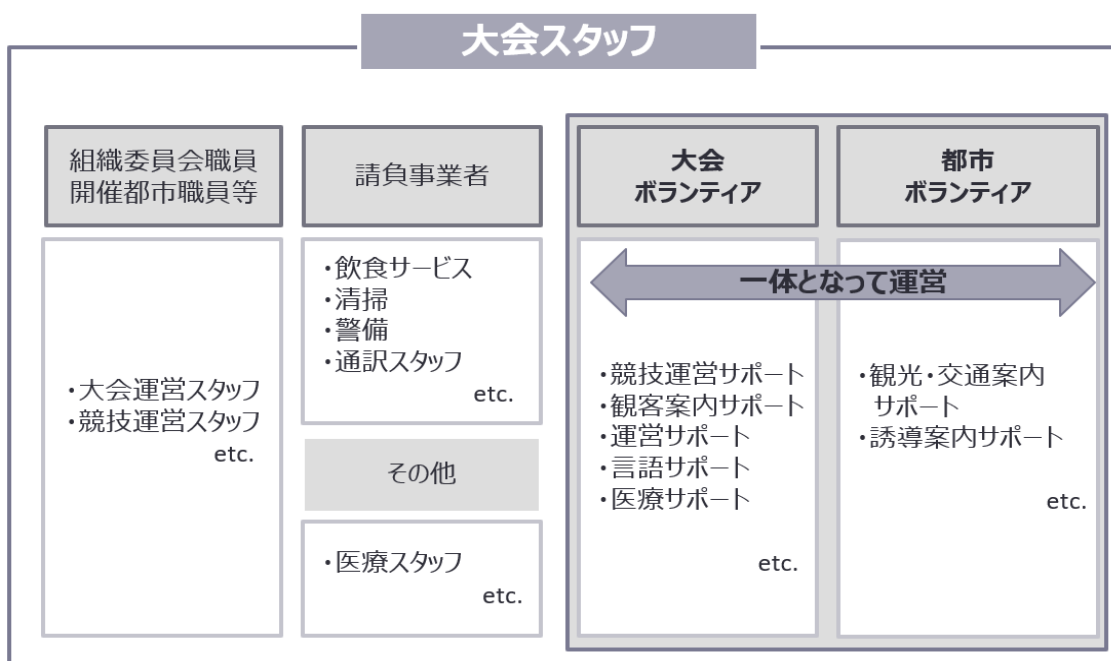 大会スタッフ
組織委員会職員
開催都市職員等
・大会運営スタッフ
・競技運営スタッフ
etc.
請負事業者
・飲食サービス
・清掃
・警備
・通訳スタッフ
etc.
その他
・医療スタッフ
etc.
大会
ボランティア
都市
ボランティア
一体となって運営
・競技運営サポート
・観客案内サポート
・運営サポート
・言語サポート
・医療サポート
etc.
・観光・交通案内
サポート
・誘導案内サポート
etc.